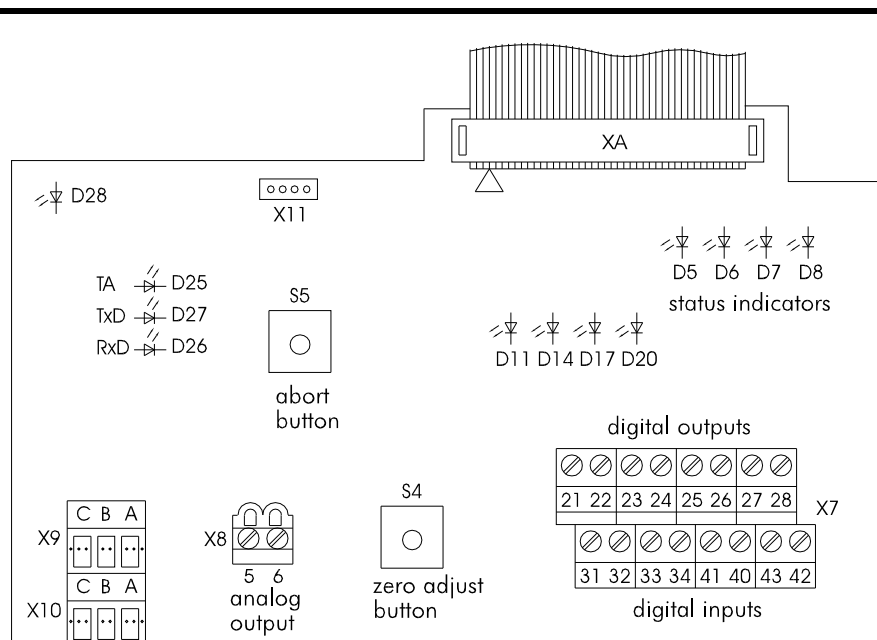 XA
D28
X11
D5 D6 D7 D8
status indicators
TA D25
TxD D27
RxD D26
S5
abort
button
D11 D14 D17 D20
digital outputs
21 22 23 24 25 26 27 28
X7
31 32 33 34 41 40 43 42
digital inputs
S4
zero adjust
button
X8
5 6
analog
output
X9
C B A
X10
C B A